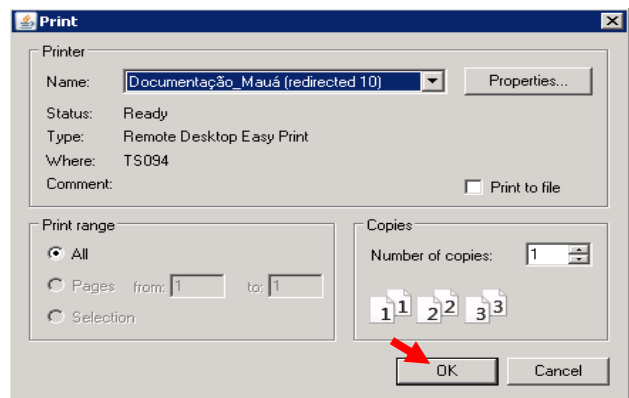 Print
Printer
Name: Documentação_Mauá (redirected 10) Properties...
Status: Ready
Type: Remote Desktop Easy Print
Where: TS094
Comment: Print to file
Print range
All
Pages from: 1 to: 1
Selection
Copies
Number of copies: 1
1 1 2 2 3 3
OK Cancel